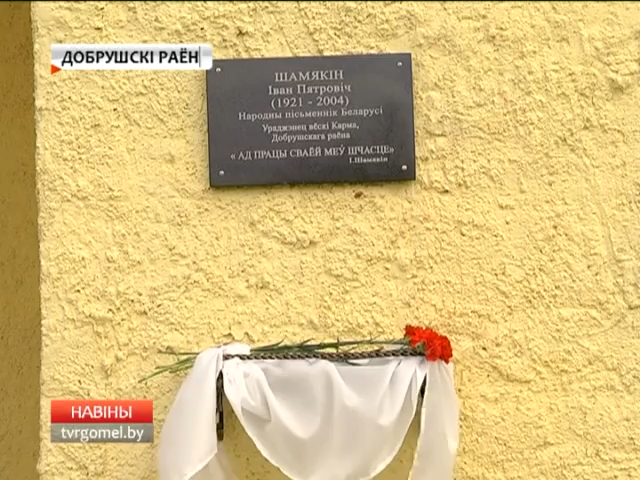 ДОБРУШСКІ РАЁН
ШАМЯКІН
Іван Пятровіч
(1921 - 2004)
Народны пісьменнік Беларусі
Ураджэнец вёскі Карма,
Добрушскага раёна
« АД ПРАЦЫ СВАЁЙ МЕЎ ШЧАСЦЕ»
І.Шамякін
НАВІНЫ
tvrgomel.by